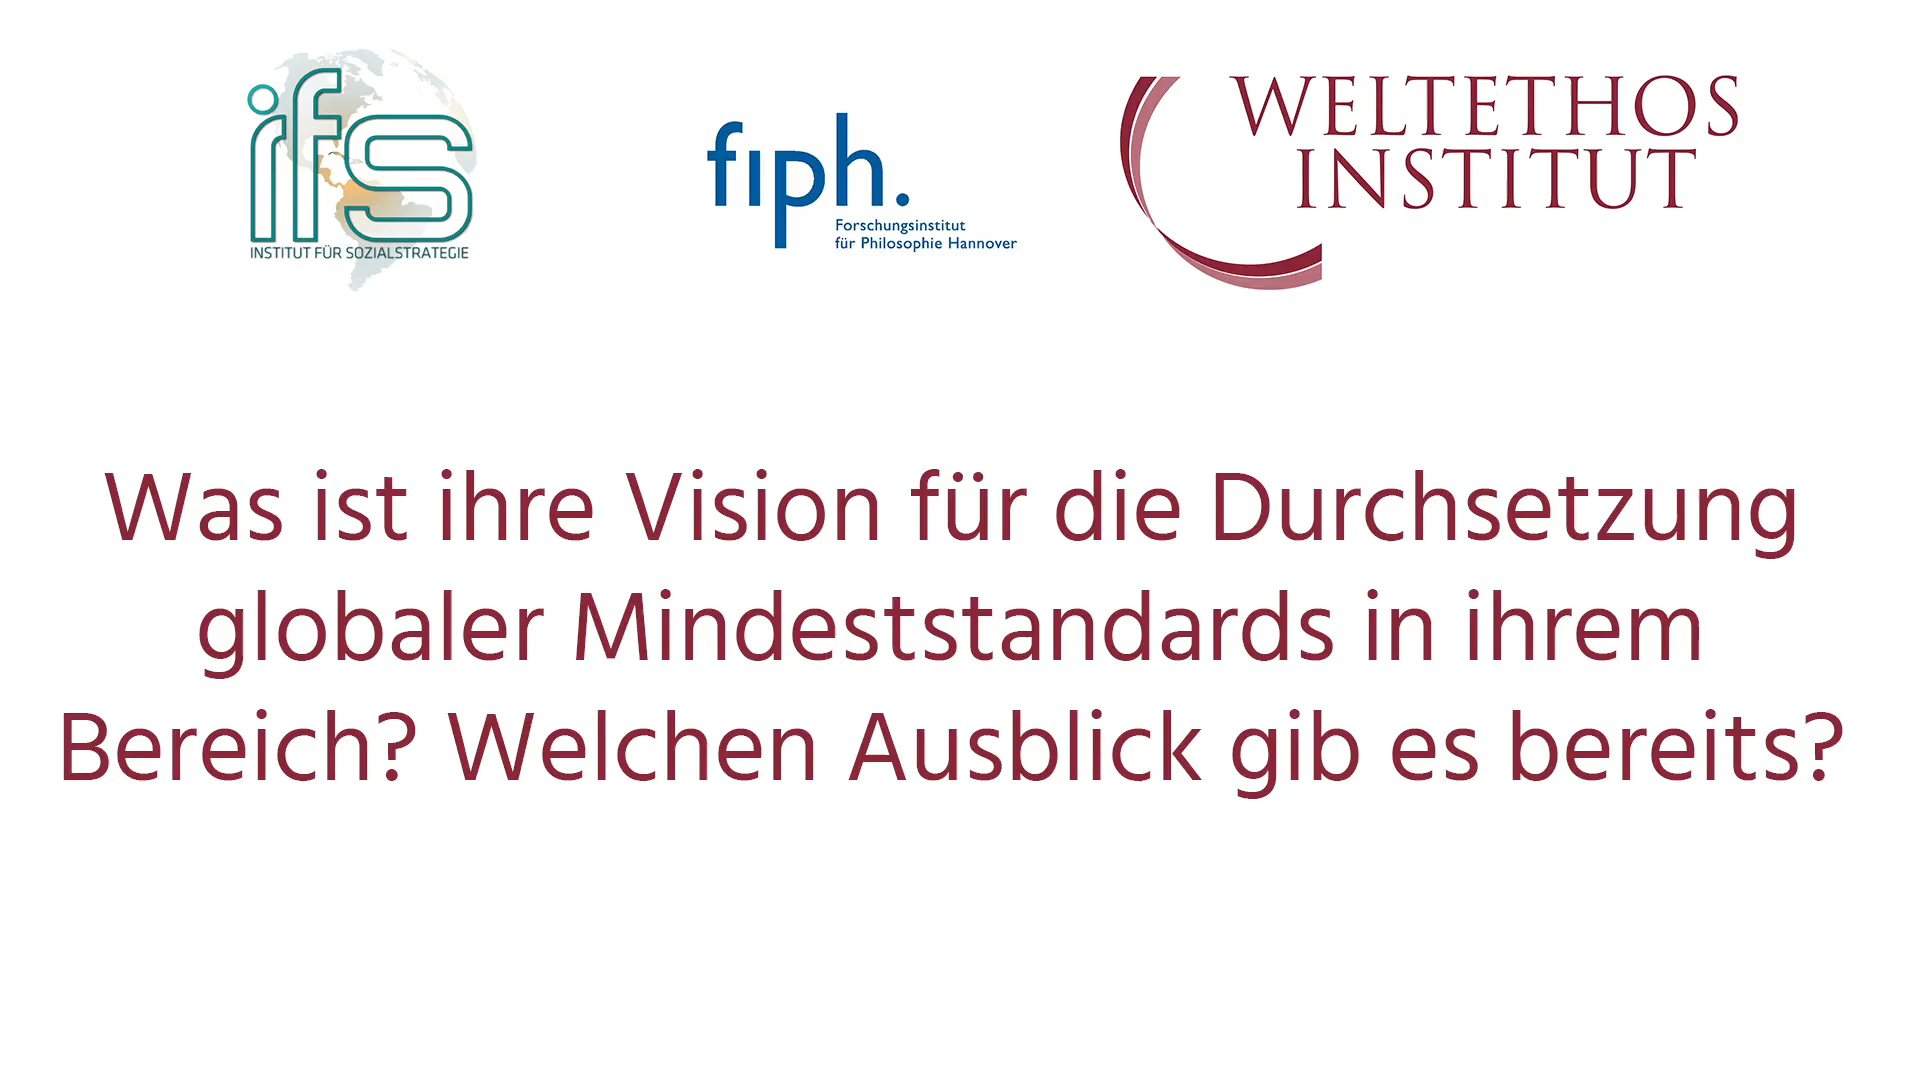 ifs
INSTITUT FÜR SOZIALSTRATEGIE
fiph.
Forschungsinstitut
für Philosophie Hannover
WELTETHOS
INSTITUT
Was ist ihre Vision für die Durchsetzung
globaler Mindeststandards in ihrem
Bereich? Welchen Ausblick gib es bereits?